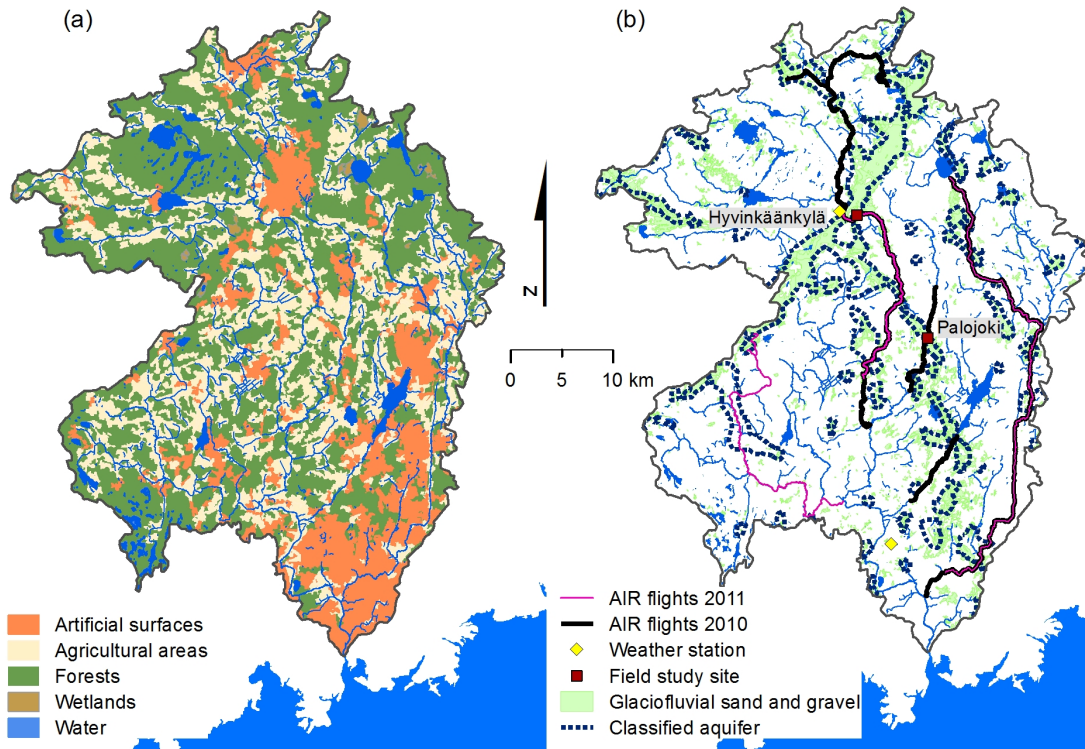 (a)
(b)
Hyvinkäänkylä
N
Palojoki
0 5 10 km
Artificial surfaces
Agricultural areas
Forests
Wetlands
Water
AIR flights 2011
AIR flights 2010
Weather station
Field study site
Glaciofluvial sand and gravel
Classified aquifer